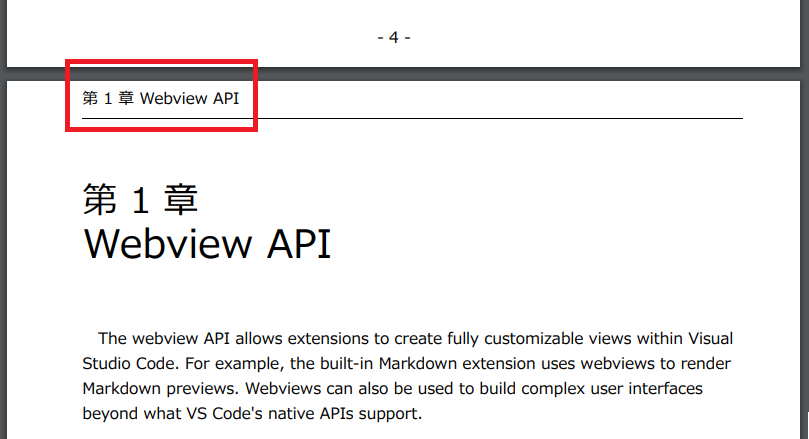 - 4 -
第 1 章 Webview API
第 1 章
Webview API
The webview API allows extensions to create fully customizable views within Visual
Studio Code. For example, the built-in Markdown extension uses webviews to render
Markdown previews. Webviews can also be used to build complex user interfaces
beyond what VS Code's native APIs support.